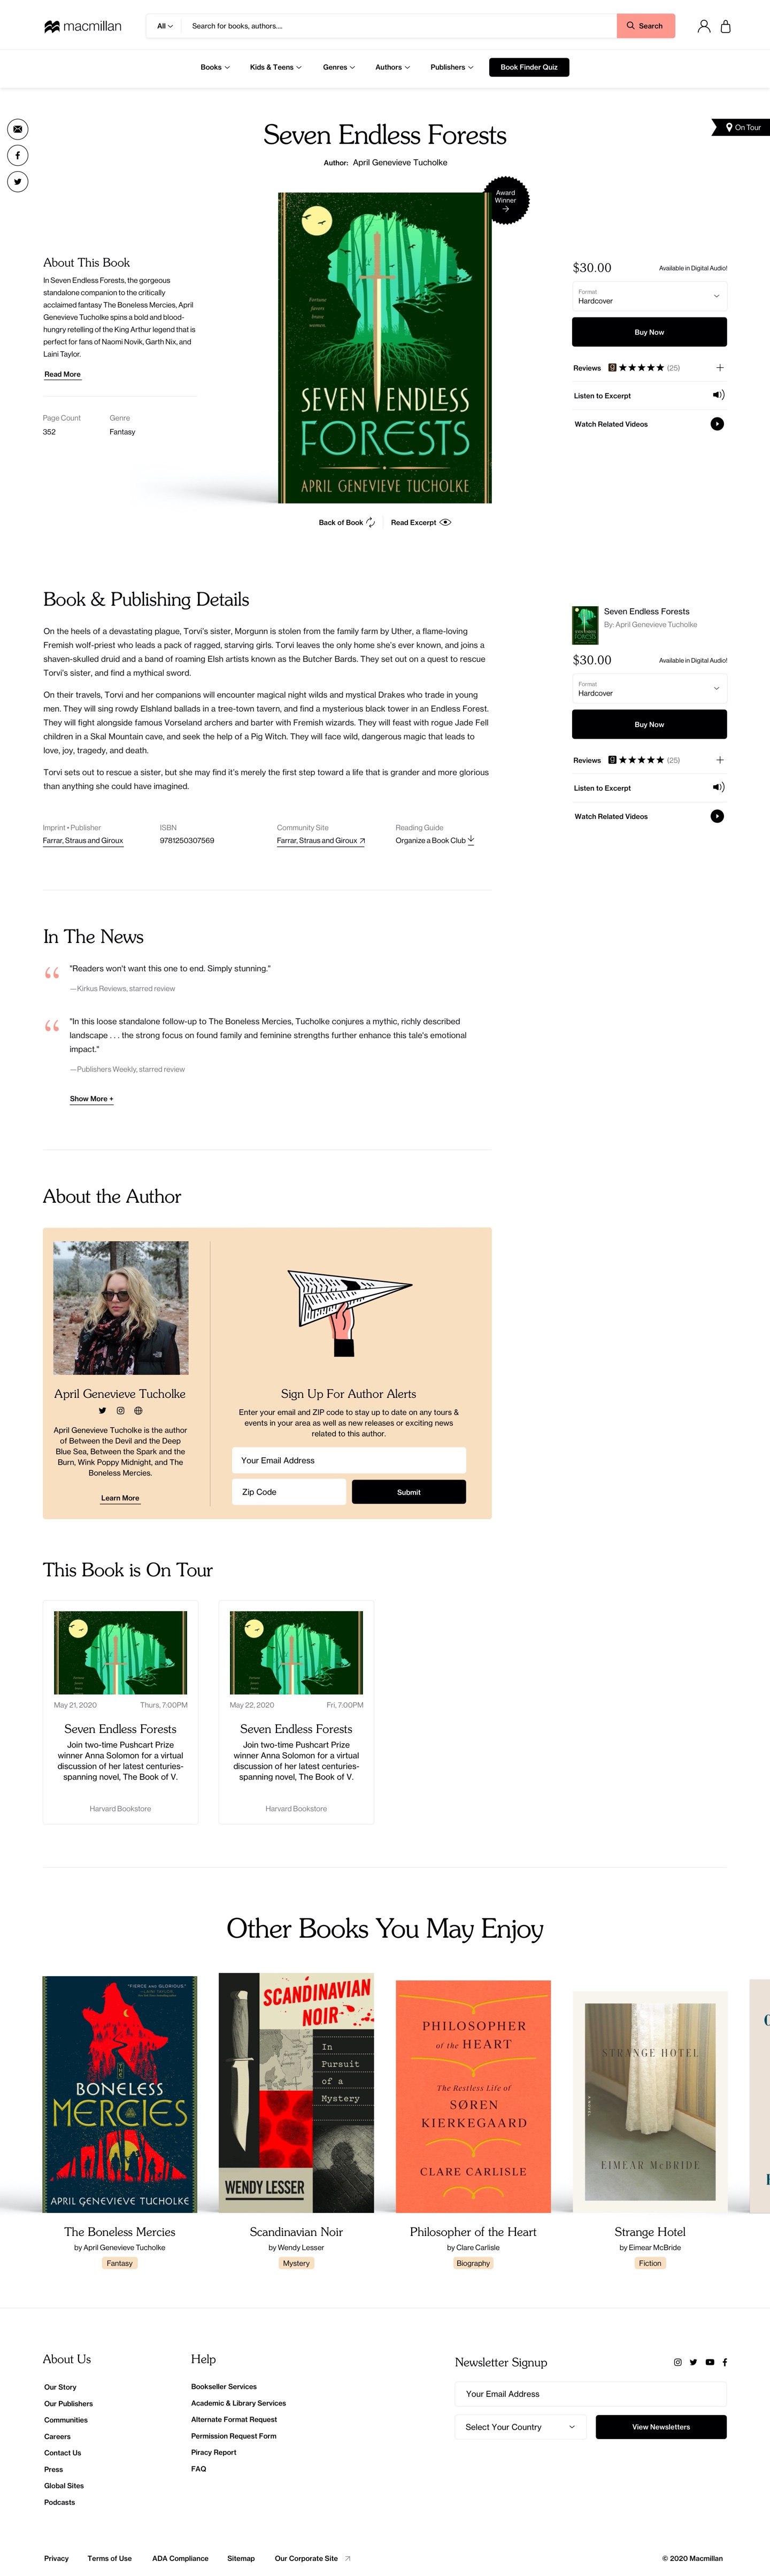 macmillan
All
Search for books, authors....
Search
Books
Kids & Teens
Genres
Authors
Publishers
Book Finder Quiz
On Tour
Seven Endless Forests
Author: April Genevieve Tucholke
Award
Winner
About This Book
In Seven Endless Forests, the gorgeous
standalone companion to the critically
acclaimed fantasy The Boneless Mercies, April
Genevieve Tucholke spins a bold and blood-
hungry retelling of the King Arthur legend that is
perfect for fans of Naomi Novik, Garth Nix, and
Laini Taylor.
Read More
Page Count
Genre
352
Fantasy
Fortune
favors
brave
women
SEVEN ENDLESS
FORESTS
APRIL GENEVIEVE TUCHOLKE
Back of Book
Read Excerpt
$30.00
Available in Digital Audio!
Format
Hardcover
Buy Now
Reviews
(25)
Listen to Excerpt
Watch Related Videos
Book & Publishing Details
On the heels of a devastating plague, Torvi's sister, Morgunn is stolen from the family farm by Uther, a flame-loving
Fremish wolf-priest who leads a pack of ragged, starving girls. Torvi leaves the only home she's ever known, and joins a
shaven-skulled druid and a band of roaming Elsh artists known as the Butcher Bards. They set out on a quest to rescue
Torvi's sister, and find a mythical sword.
On their travels, Torvi and her companions will encounter magical night wilds and mystical Drakes who trade in young
men. They will sing rowdy Elshland ballads in a tree-town tavern, and find a mysterious black tower in an Endless Forest.
They will fight alongside famous Vorseland archers and barter with Fremish wizards. They will feast with rogue Jade Fell
children in a Skal Mountain cave, and seek the help of a Pig Witch. They will face wild, dangerous magic that leads to
love, joy, tragedy, and death.
Torvi sets out to rescue a sister, but she may find it's merely the first step toward a life that is grander and more glorious
than anything she could have imagined.
Imprint • Publisher
ISBN
Community Site
Reading Guide
Farrar, Straus and Giroux
9781250307569
Farrar, Straus and Giroux
Organize a Book Club
Seven Endless Forests
By: April Genevieve Tucholke
$30.00
Available in Digital Audio!
Format
Hardcover
Buy Now
Reviews
(25)
Listen to Excerpt
Watch Related Videos
In The News
"Readers won't want this one to end. Simply stunning."
—Kirkus Reviews, starred review
"In this loose standalone follow-up to The Boneless Mercies, Tucholke conjures a mythic, richly described
landscape . . . the strong focus on found family and feminine strengths further enhance this tale's emotional
impact."
—Publishers Weekly, starred review
Show More +
About the Author
April Genevieve Tucholke
April Genevieve Tucholke is the author
of Between the Devil and the Deep
Blue Sea, Between the Spark and the
Burn, Wink Poppy Midnight, and The
Boneless Mercies.
Learn More
Sign Up For Author Alerts
Enter your email and ZIP code to stay up to date on any tours &
events in your area as well as new releases or exciting news
related to this author.
Your Email Address
Zip Code
Submit
This Book is On Tour
May 21, 2020
Thurs, 7:00PM
Seven Endless Forests
Join two-time Pushcart Prize
winner Anna Solomon for a virtual
discussion of her latest centuries-
spanning novel, The Book of V.
Harvard Bookstore
May 22, 2020
Fri, 7:00PM
Seven Endless Forests
Join two-time Pushcart Prize
winner Anna Solomon for a virtual
discussion of her latest centuries-
spanning novel, The Book of V.
Harvard Bookstore
Other Books You May Enjoy
"FIERCE AND GLORIOUS."
THE
BONELESS
MERCIES
APRIL GENEVIEVE TUCHOLKE
SCANDINAVIAN
NOIR
In
Pursuit
of a
Mystery
WENDY LESSER
PHILOSOPHER
of the HEART
The Restless Life of
SØREN
KIERKEGAARD
CLARE CARLISLE
STRANGE HOTEL
A NOVEL
EIMEAR McBRIDE
The Boneless Mercies
by April Genevieve Tucholke
Fantasy
Scandinavian Noir
by Wendy Lesser
Mystery
Philosopher of the Heart
by Clare Carlisle
Biography
Strange Hotel
by Eimear McBride
Fiction
About Us
Our Story
Our Publishers
Communities
Careers
Contact Us
Press
Global Sites
Podcasts
Help
Bookseller Services
Academic & Library Services
Alternate Format Request
Permission Request Form
Piracy Report
FAQ
Newsletter Signup
Your Email Address
Select Your Country
View Newsletters
Privacy
Terms of Use
ADA Compliance
Sitemap
Our Corporate Site
© 2020 Macmillan